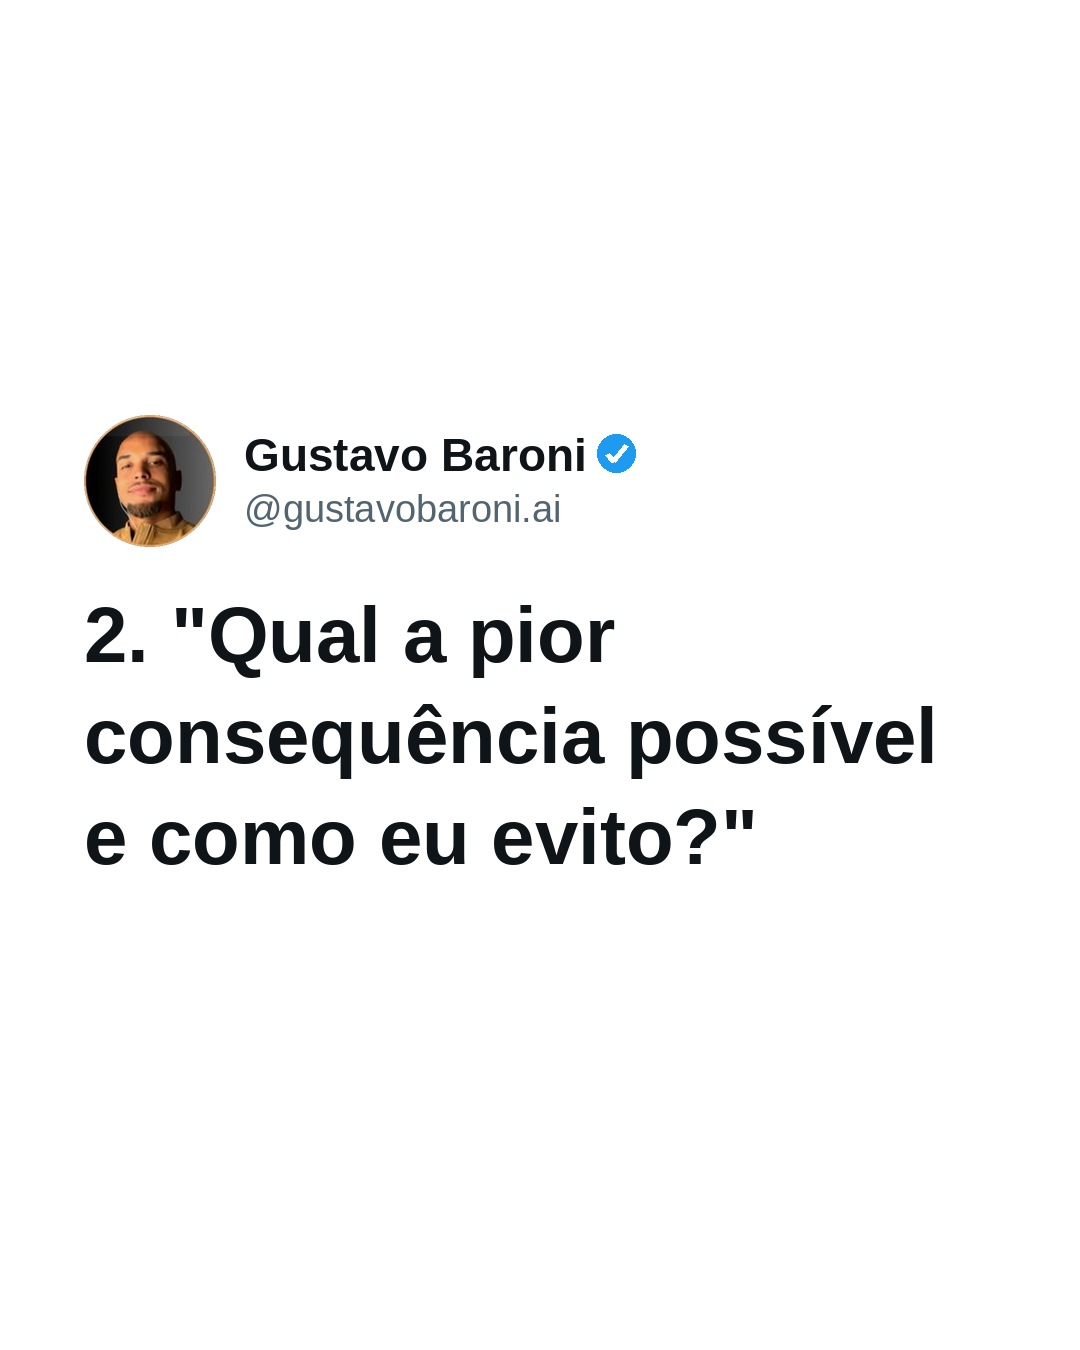 Gustavo Baroni
@gustavobaroni.ai
2. "Qual a pior
consequência possível
e como eu evito?"